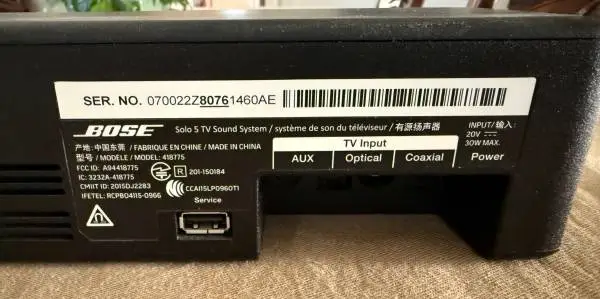 SER. NO. 070022Z80761460AE
BOSE Solo 5 TV Sound System / système de son du téléviseur / 有源扬声器
产地: 中国东莞 / FABRIQUE EN CHINE / MADE IN CHINA
型号 / MODELE / MODEL: 418775
FCC ID: A94418775
IC: 3232A-418775
CMIIT ID: 2015DJ2283
IFETEL: RCPBO4115-0966
R 201-150184
CCAI15LP0960T1
Service
TV Input
AUX Optical Coaxial
INPUT/输入:
20V
30W MAX.
Power